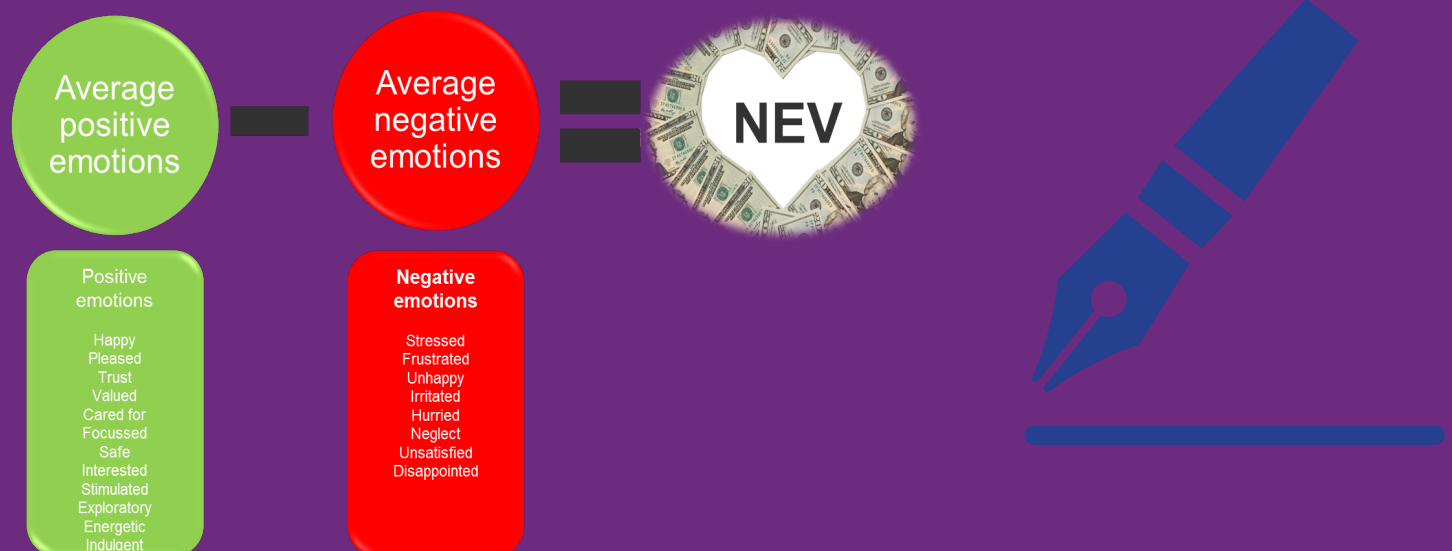 Average
positive
emotions
Average
negative
emotions
NEV
Positive
emotions
Happy
Pleased
Trust
Valued
Cared for
Focussed
Safe
Interested
Stimulated
Exploratory
Energetic
Indulgent
Negative
emotions
Stressed
Frustrated
Unhappy
Irritated
Hurried
Neglect
Unsatisfied
Disappointed